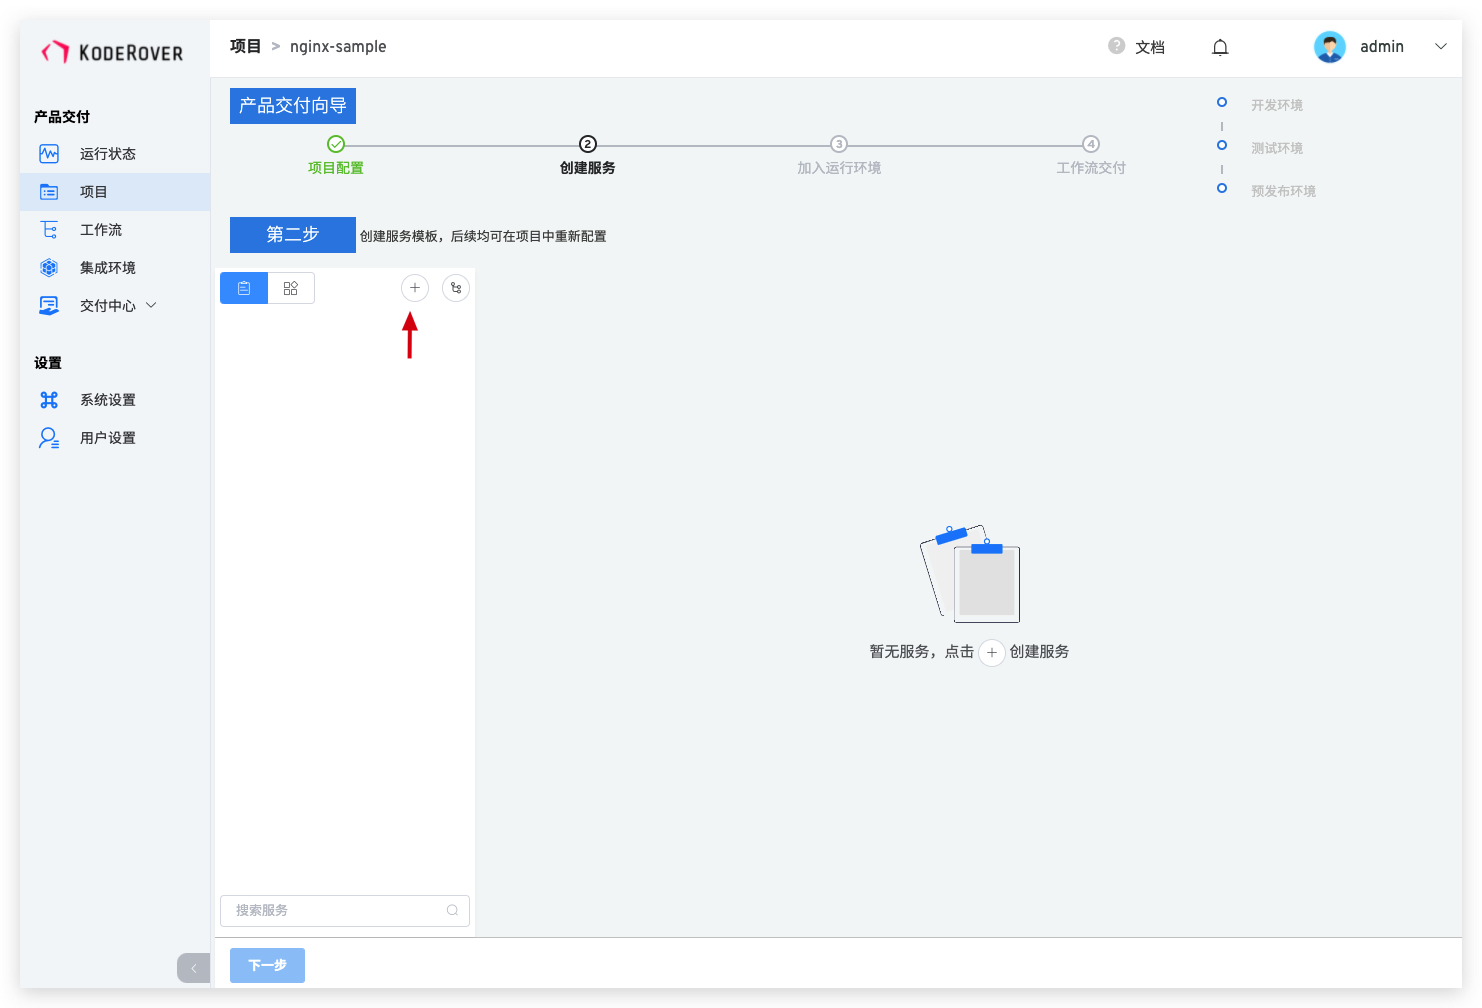 KODEROVER
项目 > nginx-sample
? 文档
admin
产品交付
运行状态
项目
工作流
集成环境
交付中心
设置
系统设置
用户设置
产品交付向导
项目配置
2
创建服务
3
加入运行环境
4
工作流交付
开发环境
测试环境
预发布环境
第二步 创建服务模板，后续均可在项目中重新配置
暂无服务，点击 + 创建服务
搜索服务
下一步